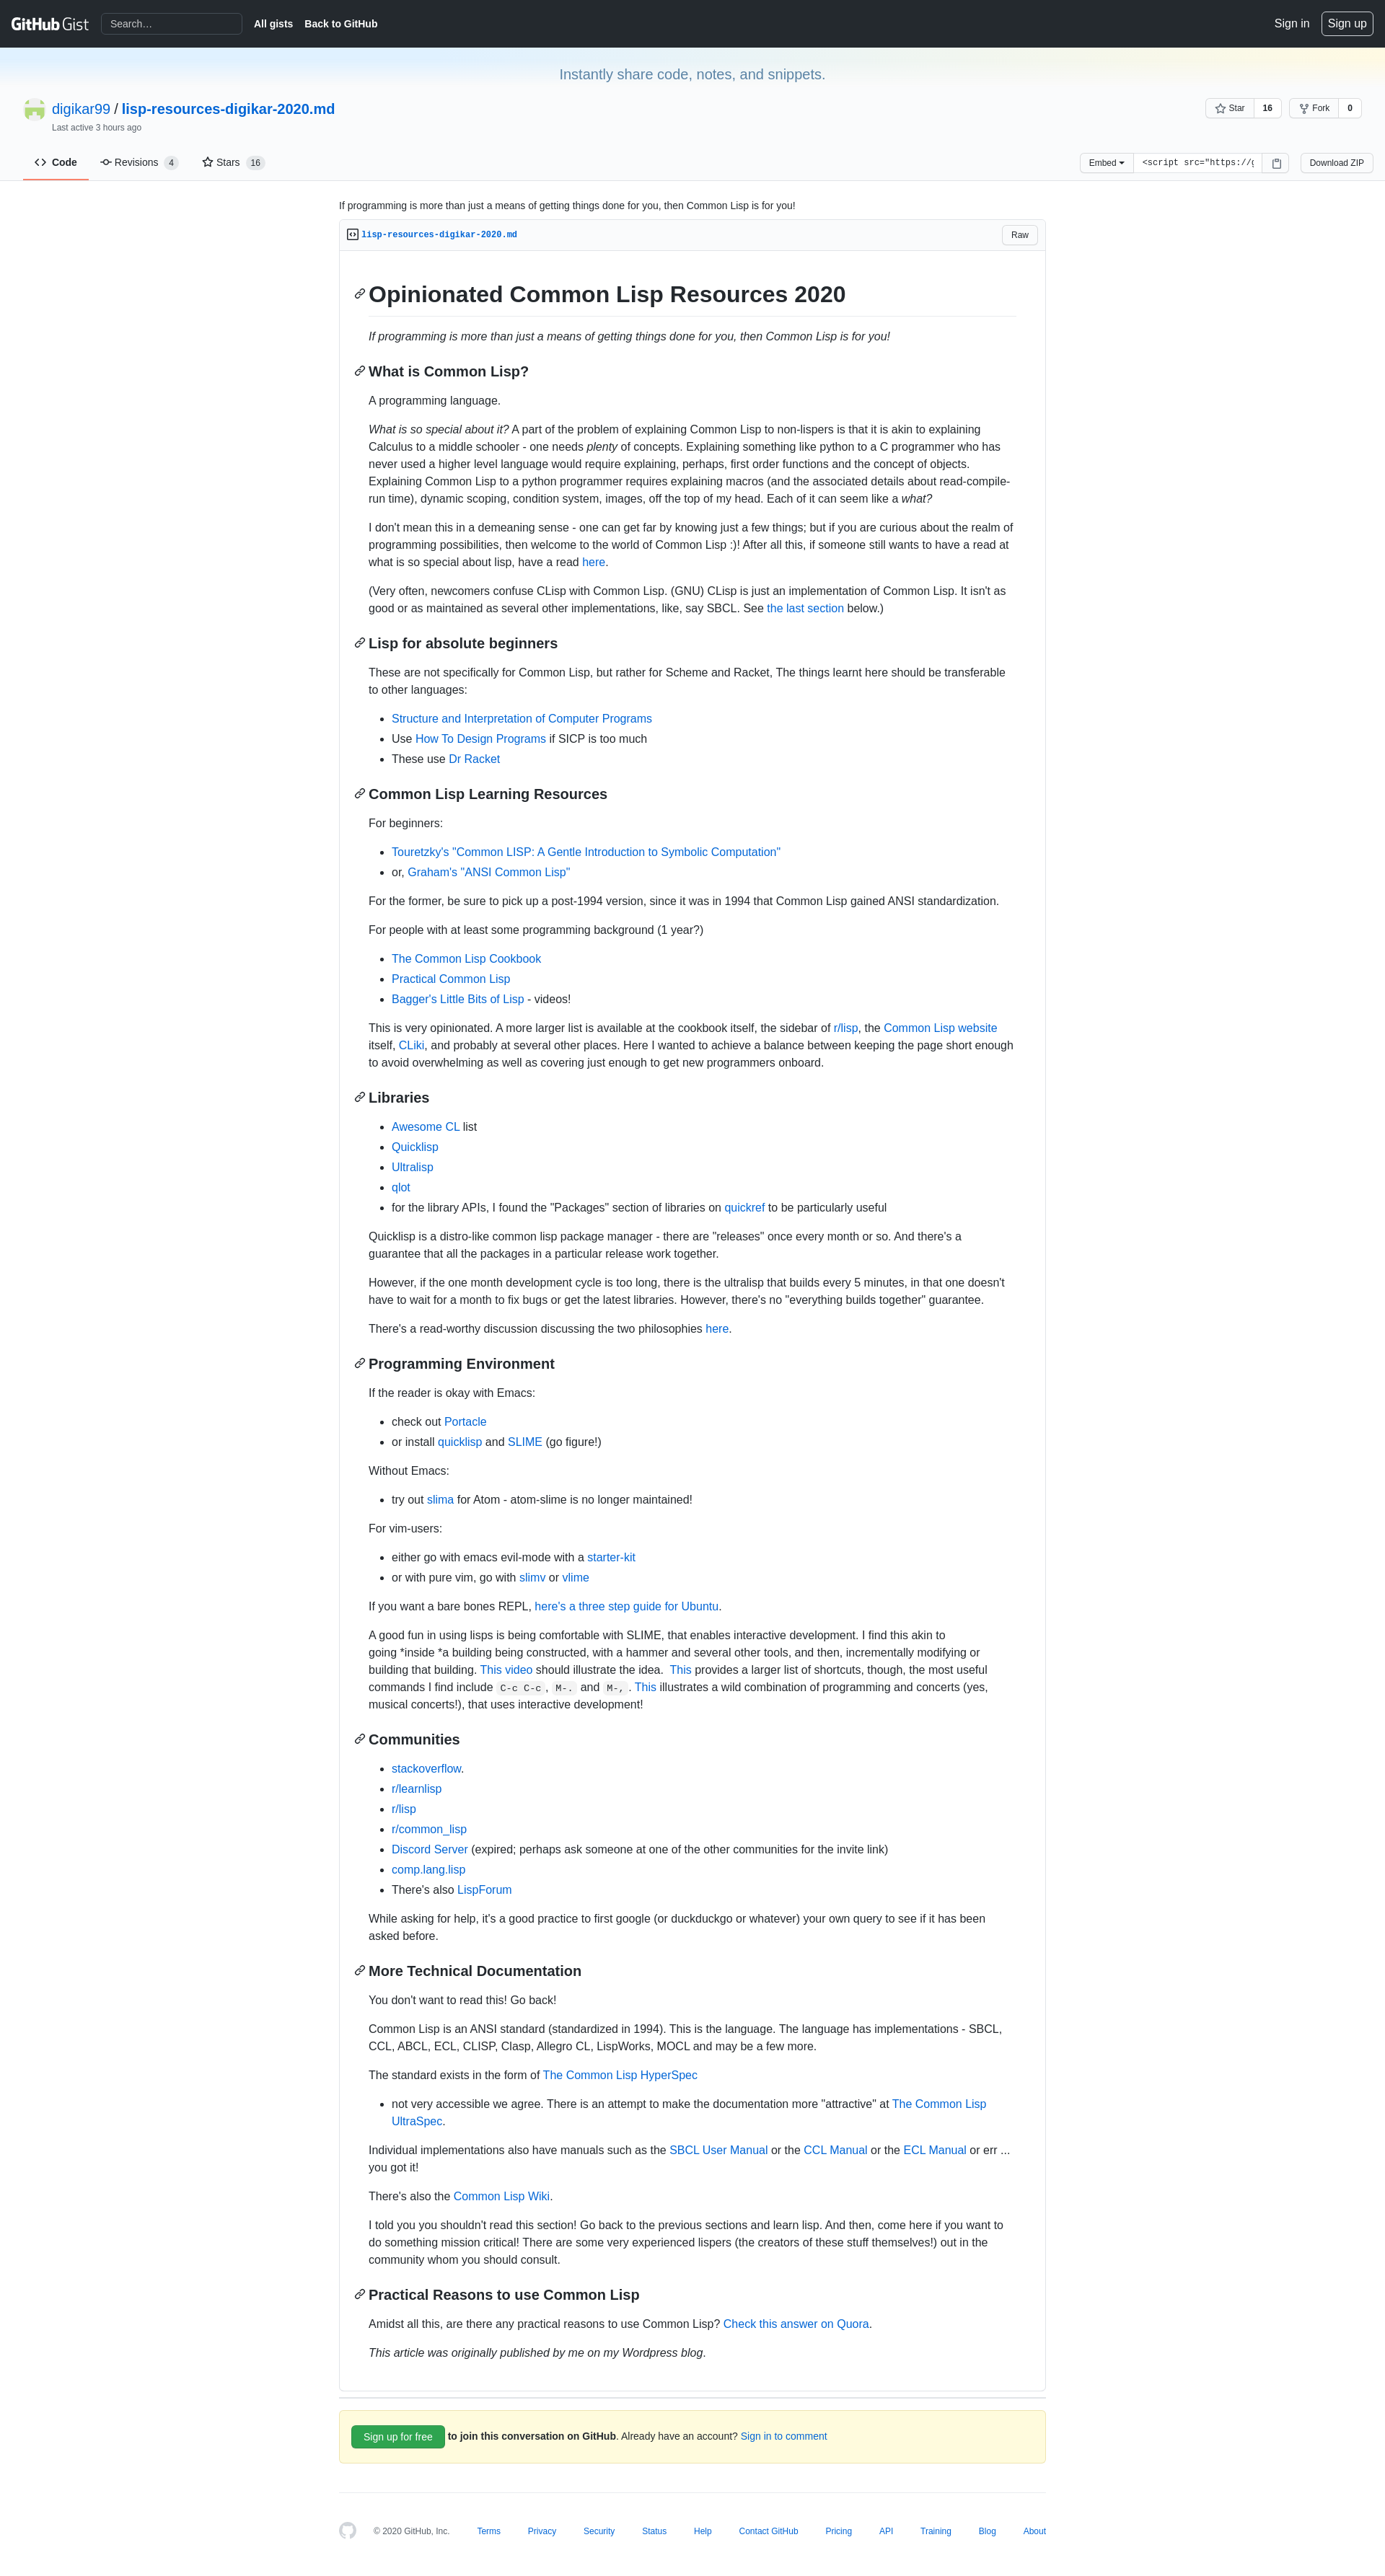 GitHub Gist Search… All gists Back to GitHub Sign in Sign up
Instantly share code, notes, and snippets.
digikar99 / lisp-resources-digikar-2020.md Star 16 Fork 0
Last active 3 hours ago
Code Revisions 4 Stars 16 Embed <script src="https://g Download ZIP
If programming is more than just a means of getting things done for you, then Common Lisp is for you!
lisp-resources-digikar-2020.md Raw
Opinionated Common Lisp Resources 2020
If programming is more than just a means of getting things done for you, then Common Lisp is for you!
What is Common Lisp?
A programming language.
What is so special about it? A part of the problem of explaining Common Lisp to non-lispers is that it is akin to explaining
Calculus to a middle schooler - one needs plenty of concepts. Explaining something like python to a C programmer who has
never used a higher level language would require explaining, perhaps, first order functions and the concept of objects.
Explaining Common Lisp to a python programmer requires explaining macros (and the associated details about read-compile-
run time), dynamic scoping, condition system, images, off the top of my head. Each of it can seem like a what?
I don't mean this in a demeaning sense - one can get far by knowing just a few things; but if you are curious about the realm of
programming possibilities, then welcome to the world of Common Lisp :)! After all this, if someone still wants to have a read at
what is so special about lisp, have a read here.
(Very often, newcomers confuse CLisp with Common Lisp. (GNU) CLisp is just an implementation of Common Lisp. It isn't as
good or as maintained as several other implementations, like, say SBCL. See the last section below.)
Lisp for absolute beginners
These are not specifically for Common Lisp, but rather for Scheme and Racket, The things learnt here should be transferable
to other languages:
• Structure and Interpretation of Computer Programs
• Use How To Design Programs if SICP is too much
• These use Dr Racket
Common Lisp Learning Resources
For beginners:
• Touretzky's "Common LISP: A Gentle Introduction to Symbolic Computation"
• or, Graham's "ANSI Common Lisp"
For the former, be sure to pick up a post-1994 version, since it was in 1994 that Common Lisp gained ANSI standardization.
For people with at least some programming background (1 year?)
• The Common Lisp Cookbook
• Practical Common Lisp
• Bagger's Little Bits of Lisp - videos!
This is very opinionated. A more larger list is available at the cookbook itself, the sidebar of r/lisp, the Common Lisp website
itself, CLiki, and probably at several other places. Here I wanted to achieve a balance between keeping the page short enough
to avoid overwhelming as well as covering just enough to get new programmers onboard.
Libraries
• Awesome CL list
• Quicklisp
• Ultralisp
• qlot
• for the library APIs, I found the "Packages" section of libraries on quickref to be particularly useful
Quicklisp is a distro-like common lisp package manager - there are "releases" once every month or so. And there's a
guarantee that all the packages in a particular release work together.
However, if the one month development cycle is too long, there is the ultralisp that builds every 5 minutes, in that one doesn't
have to wait for a month to fix bugs or get the latest libraries. However, there's no "everything builds together" guarantee.
There's a read-worthy discussion discussing the two philosophies here.
Programming Environment
If the reader is okay with Emacs:
• check out Portacle
• or install quicklisp and SLIME (go figure!)
Without Emacs:
• try out slima for Atom - atom-slime is no longer maintained!
For vim-users:
• either go with emacs evil-mode with a starter-kit
• or with pure vim, go with slimv or vlime
If you want a bare bones REPL, here's a three step guide for Ubuntu.
A good fun in using lisps is being comfortable with SLIME, that enables interactive development. I find this akin to
going *inside *a building being constructed, with a hammer and several other tools, and then, incrementally modifying or
building that building. This video should illustrate the idea. This provides a larger list of shortcuts, though, the most useful
commands I find include C-c C-c, M-. and M-,. This illustrates a wild combination of programming and concerts (yes,
musical concerts!), that uses interactive development!
Communities
• stackoverflow.
• r/learnlisp
• r/lisp
• r/common_lisp
• Discord Server (expired; perhaps ask someone at one of the other communities for the invite link)
• comp.lang.lisp
• There's also LispForum
While asking for help, it's a good practice to first google (or duckduckgo or whatever) your own query to see if it has been
asked before.
More Technical Documentation
You don't want to read this! Go back!
Common Lisp is an ANSI standard (standardized in 1994). This is the language. The language has implementations - SBCL,
CCL, ABCL, ECL, CLISP, Clasp, Allegro CL, LispWorks, MOCL and may be a few more.
The standard exists in the form of The Common Lisp HyperSpec
• not very accessible we agree. There is an attempt to make the documentation more "attractive" at The Common Lisp
UltraSpec.
Individual implementations also have manuals such as the SBCL User Manual or the CCL Manual or the ECL Manual or err ...
you got it!
There's also the Common Lisp Wiki.
I told you you shouldn't read this section! Go back to the previous sections and learn lisp. And then, come here if you want to
do something mission critical! There are some very experienced lispers (the creators of these stuff themselves!) out in the
community whom you should consult.
Practical Reasons to use Common Lisp
Amidst all this, are there any practical reasons to use Common Lisp? Check this answer on Quora.
This article was originally published by me on my Wordpress blog.
Sign up for free to join this conversation on GitHub. Already have an account? Sign in to comment
© 2020 GitHub, Inc. Terms Privacy Security Status Help Contact GitHub Pricing API Training Blog About